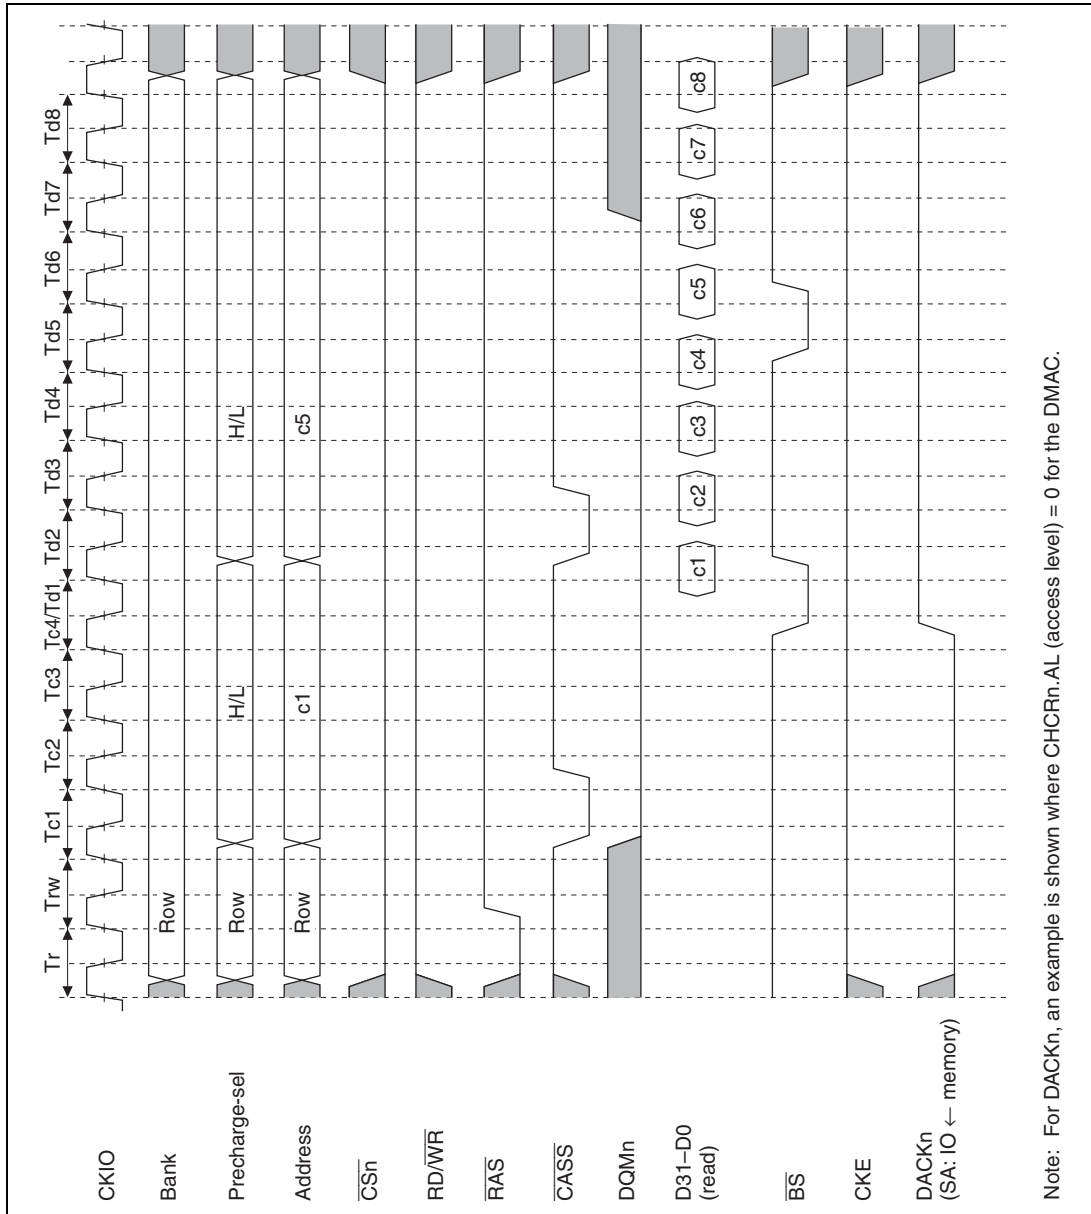 Tr Trw Tc1 Tc2 Tc3 Tc4/Td1 Td2 Td3 Td4 Td5 Td6 Td7 Td8
CKIO
Bank Row
Precharge-sel Row H/L H/L
Address Row c1 c5
CSn
RD/WR
RAS
CASS
DQMn
D31–D0
(read)
c1 c2 c3 c4 c5 c6 c7 c8
BS
CKE
DACKn
(SA: IO ← memory)
Note: For DACKn, an example is shown where CHCRn.AL (access level) = 0 for the DMAC.